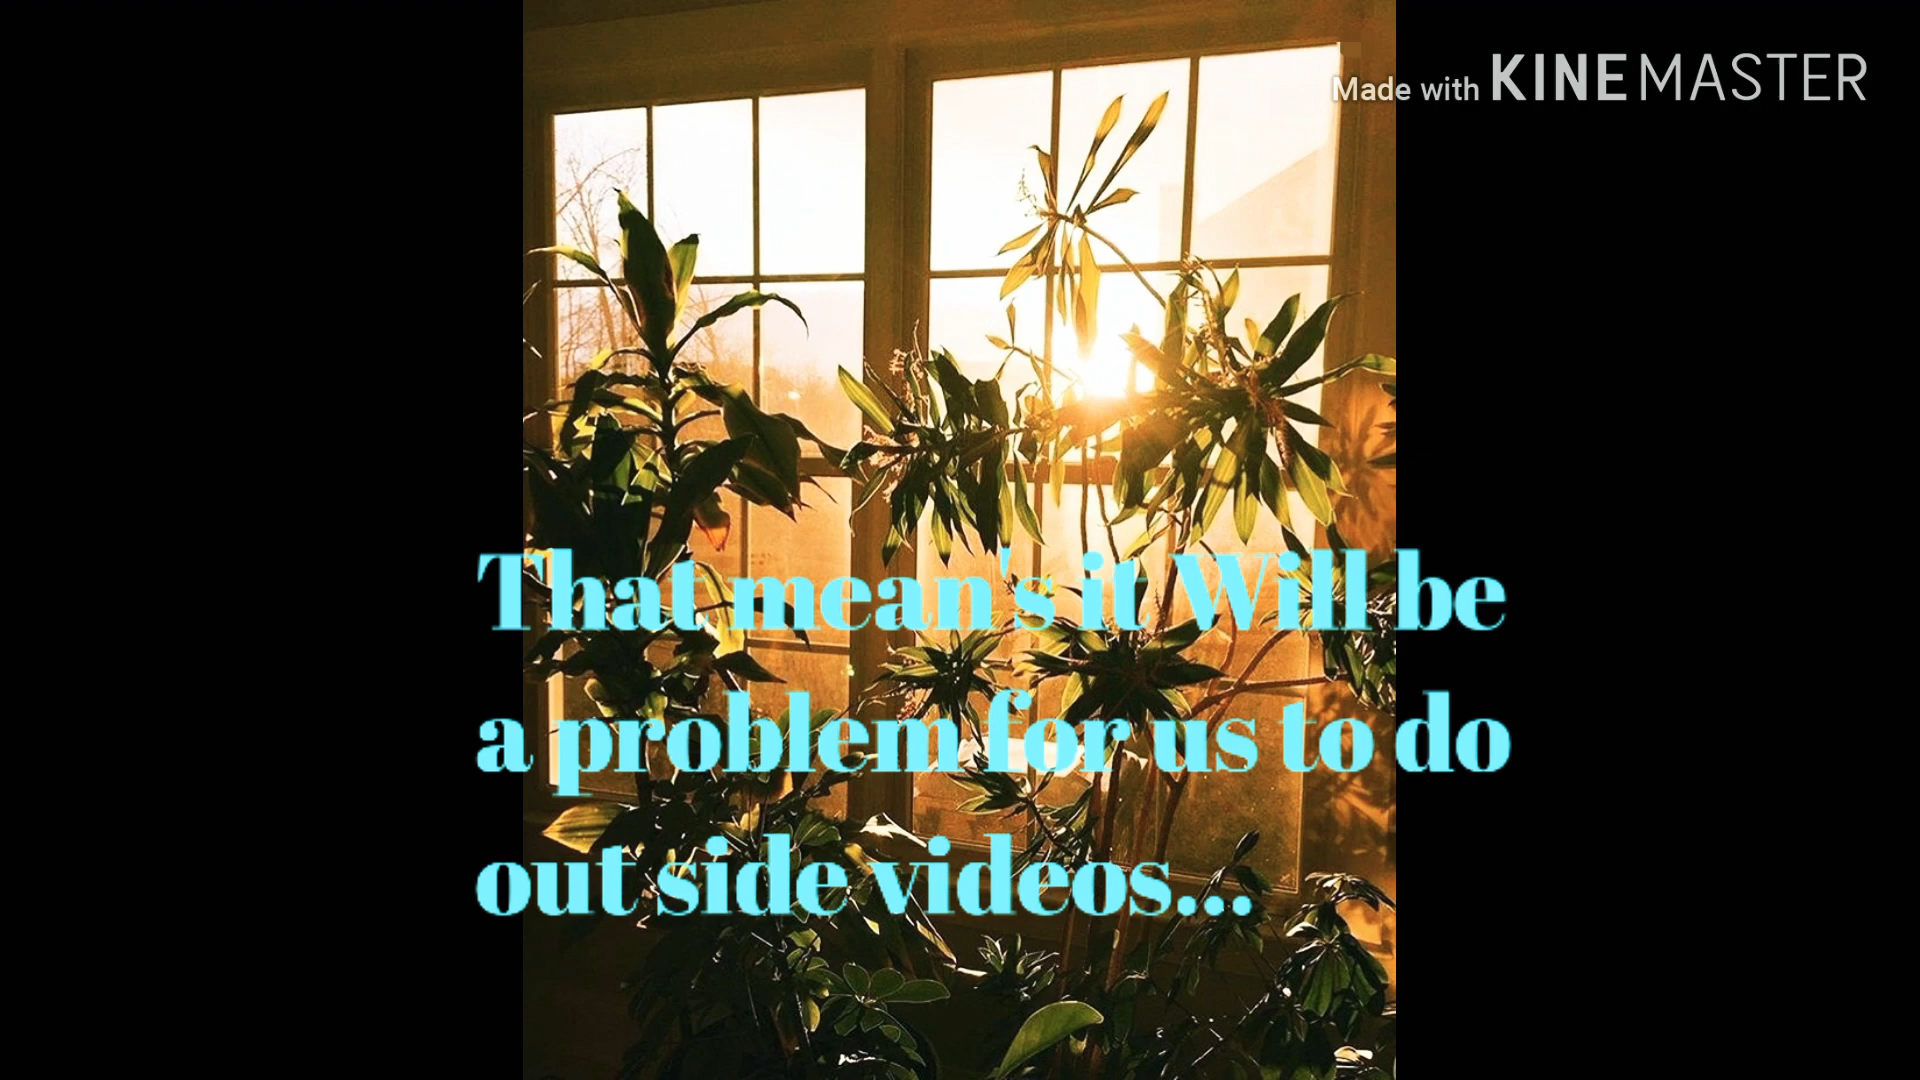 Made with KINEMASTER
That mean's it Will be
a problem for us to do
out side videos...